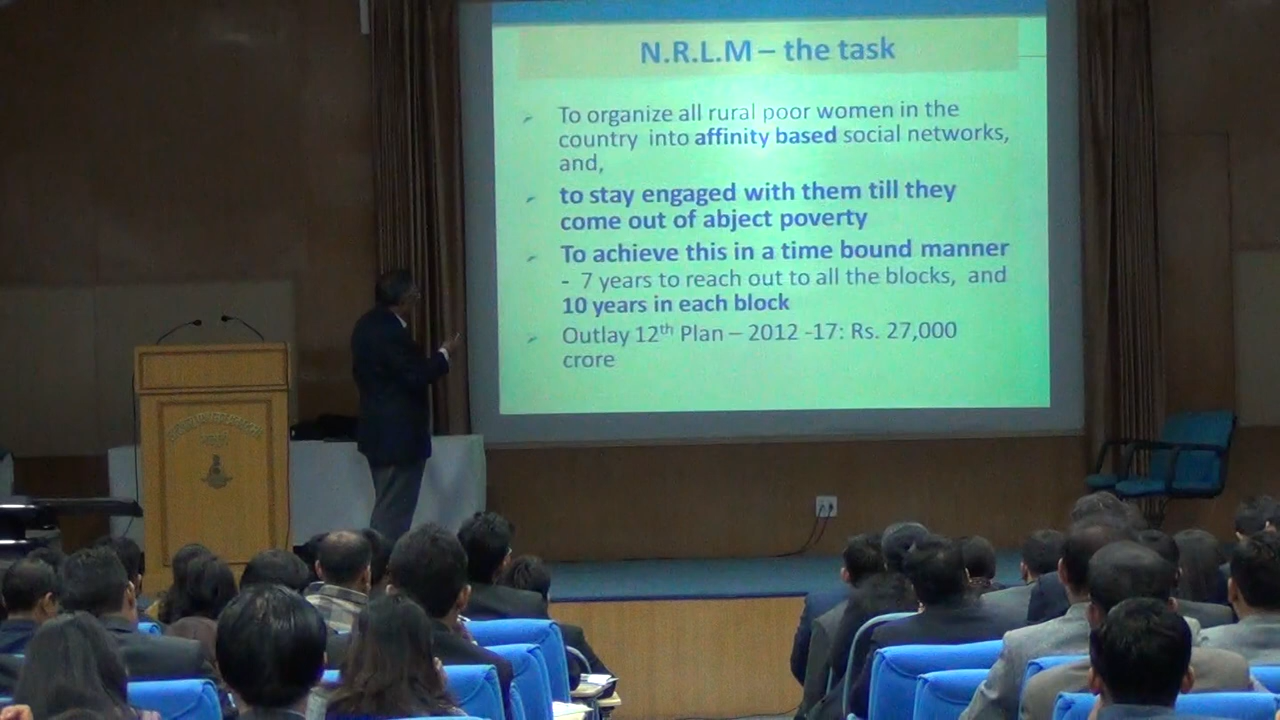 N.R.L.M – the task
➢ To organize all rural poor women in the
country into affinity based social networks,
and,
➢ to stay engaged with them till they
come out of abject poverty
➢ To achieve this in a time bound manner
- 7 years to reach out to all the blocks, and
10 years in each block
➢ Outlay 12th Plan – 2012 -17: Rs. 27,000
crore